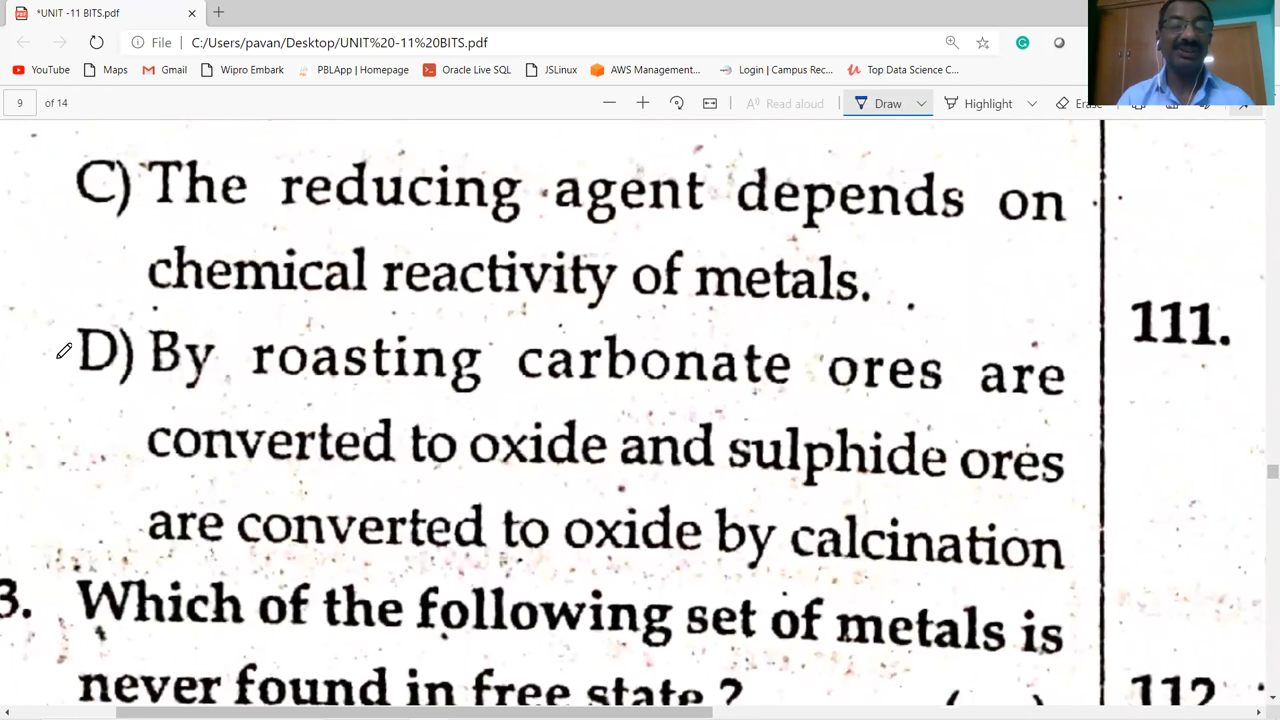 *UNIT -11 BITS.pdf
File
C:/Users/pavan/Desktop/UNIT%20-11%20BITS.pdf
YouTube
Maps
Gmail
Wipro Embark
PBLApp | Homepage
Oracle Live SQL
JSLinux
AWS Management...
Login | Campus Rec...
Top Data Science C...
9 of 14
Read aloud
Draw
Highlight
C) The reducing agent depends on
chemical reactivity of metals.
D) By roasting carbonate ores are
converted to oxide and sulphide ores
are converted to oxide by calcination
3. Which of the following set of metals is
never found in free state ? ( )
111.
112